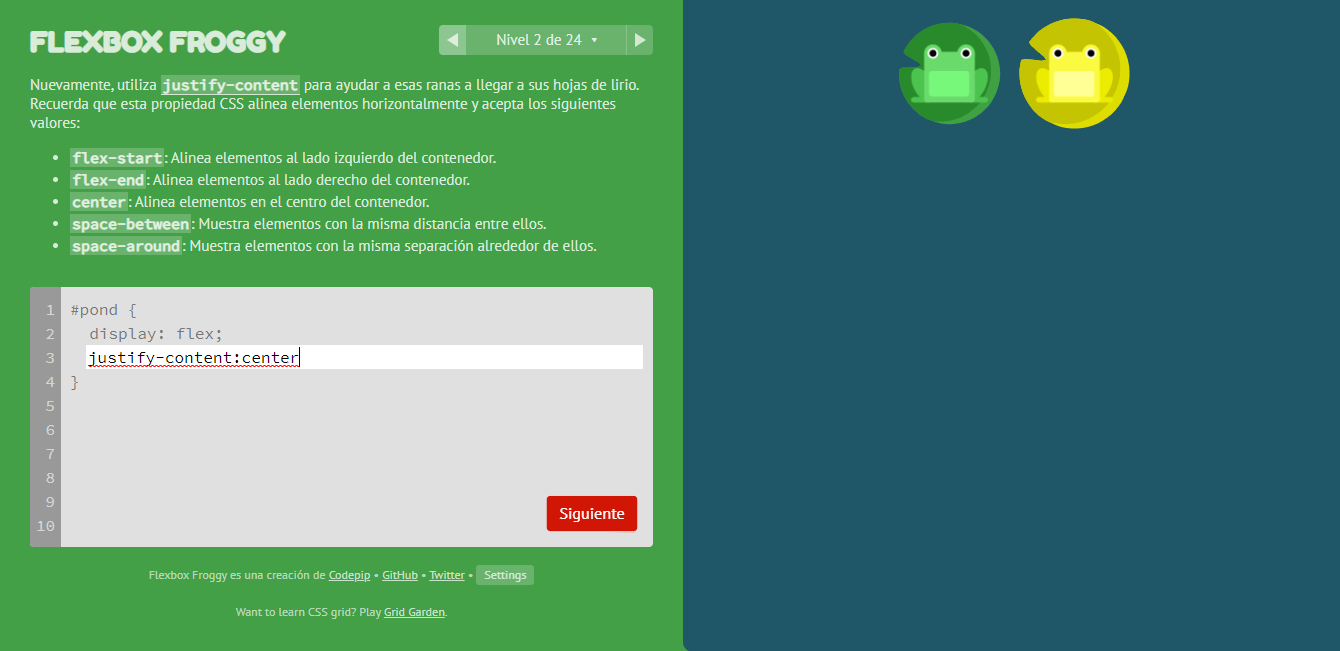 FLEXBOX FROGGY
Nivel 2 de 24
Nuevamente, utiliza justify-content para ayudar a esas ranas a llegar a sus hojas de lirio.
Recuerda que esta propiedad CSS alinea elementos horizontalmente y acepta los siguientes
valores:
• flex-start: Alinea elementos al lado izquierdo del contenedor.
• flex-end: Alinea elementos al lado derecho del contenedor.
• center: Alinea elementos en el centro del contenedor.
• space-between: Muestra elementos con la misma distancia entre ellos.
• space-around: Muestra elementos con la misma separación alrededor de ellos.
1 #pond {
2 display: flex;
3 justify-content:center
4 }
5
6
7
8
9
10
Siguiente
Flexbox Froggy es una creación de Codepip • GitHub • Twitter • Settings
Want to learn CSS grid? Play Grid Garden.